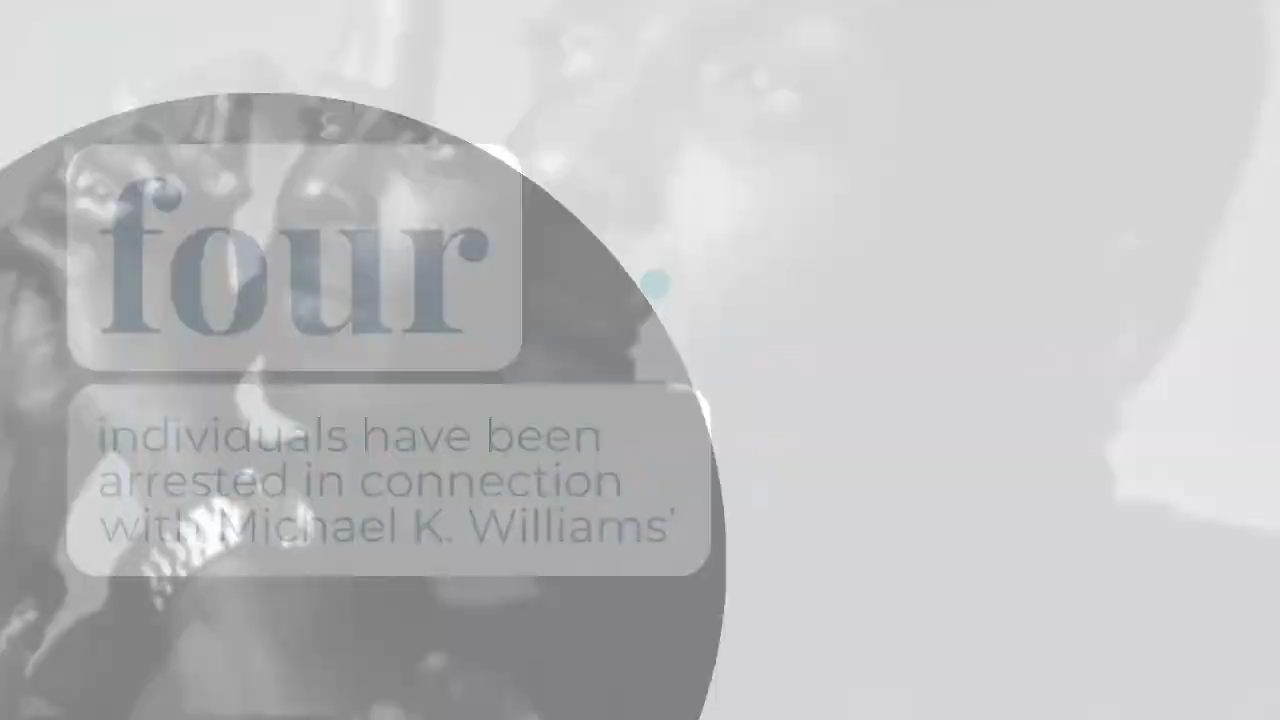 four
individuals have been
arrested in connection
with Michael K. Williams’